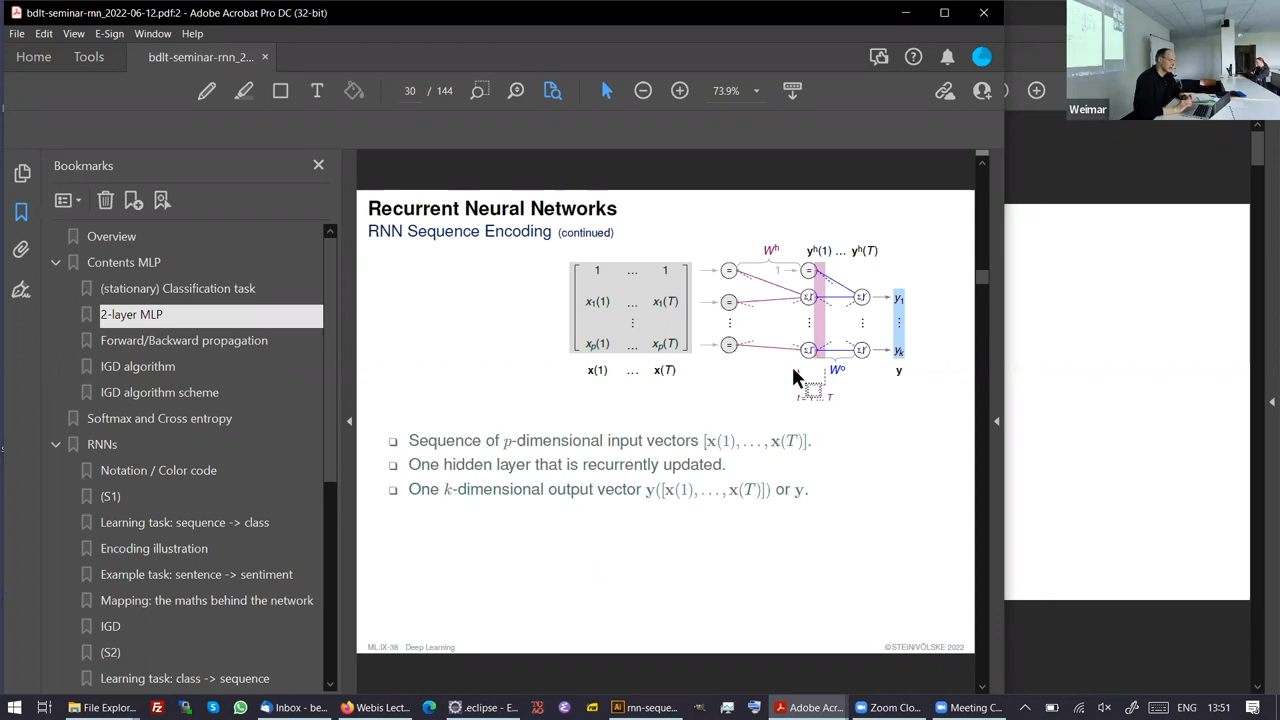 bdlt-seminar-rnn_2022-06-12.pdf:2 - Adobe Acrobat Pro DC (32-bit)
File Edit View E-Sign Window Help
Home Tools bdlt-seminar-rnn_2... ×
30 / 144 73.9%
Weimar
Bookmarks
Overview
Contents MLP
(stationary) Classification task
2-layer MLP
Forward/Backward propagation
IGD algorithm
IGD algorithm scheme
Softmax and Cross entropy
RNNs
Notation / Color code
(S1)
Learning task: sequence -> class
Encoding illustration
Example task: sentence -> sentiment
Mapping: the maths behind the network
IGD
(S2)
Learning task: class -> sequence
Recurrent Neural Networks
RNN Sequence Encoding (continued)
Wʰ yʰ(1) ... yʰ(T)
1 ... 1 = 1 =
x₁(1) ... x₁(T) = Σ,∫ Σ,∫ y₁
⋮ ⋮ ⋮ ⋮ ⋮
xₚ(1) ... xₚ(T) = Σ,∫ Σ,∫ yₖ
x(1) ... x(T) Wᵒ y
T
Sequence of p-dimensional input vectors [x(1), . . . , x(T)].
One hidden layer that is recurrently updated.
One k-dimensional output vector y([x(1), . . . , x(T)]) or y.
ML:IX-38 Deep Learning ©STEIN/VÖLSKE 2022
File Explor... Inbox - be... Webis Lect... .eclipse - ... rnn-seque... Adobe Acr... Zoom Clo... Meeting C... ENG 13:51